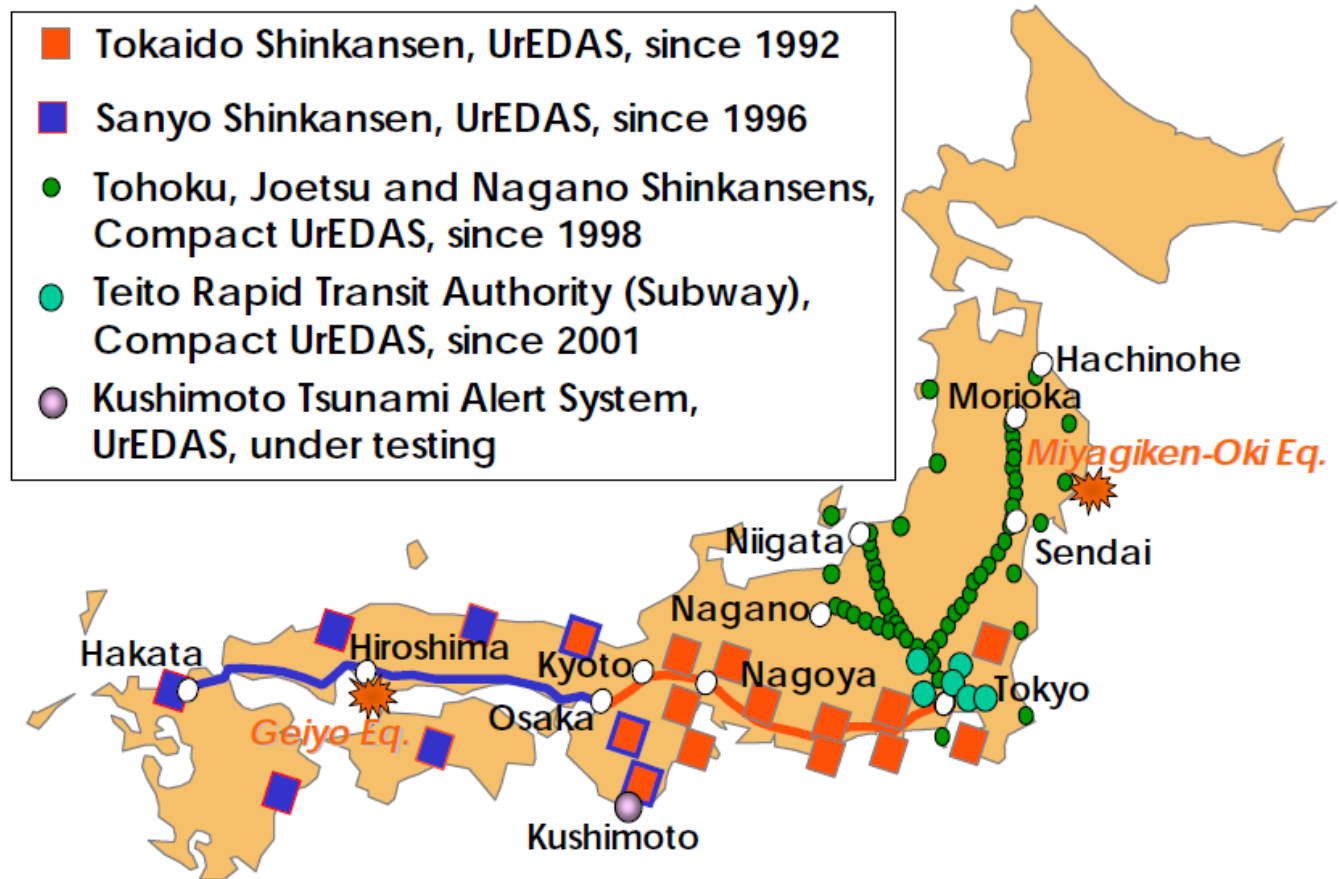 Tokaido Shinkansen, UrEDAS, since 1992
Sanyo Shinkansen, UrEDAS, since 1996
Tohoku, Joetsu and Nagano Shinkansens,
Compact UrEDAS, since 1998
Teito Rapid Transit Authority (Subway),
Compact UrEDAS, since 2001
Kushimoto Tsunami Alert System,
UrEDAS, under testing
Hachinohe
Morioka
Miyagiken-Oki Eq.
Niigata
Sendai
Nagano
Hakata
Hiroshima
Kyoto
Nagoya
Tokyo
Osaka
Geiyo Eq.
Kushimoto